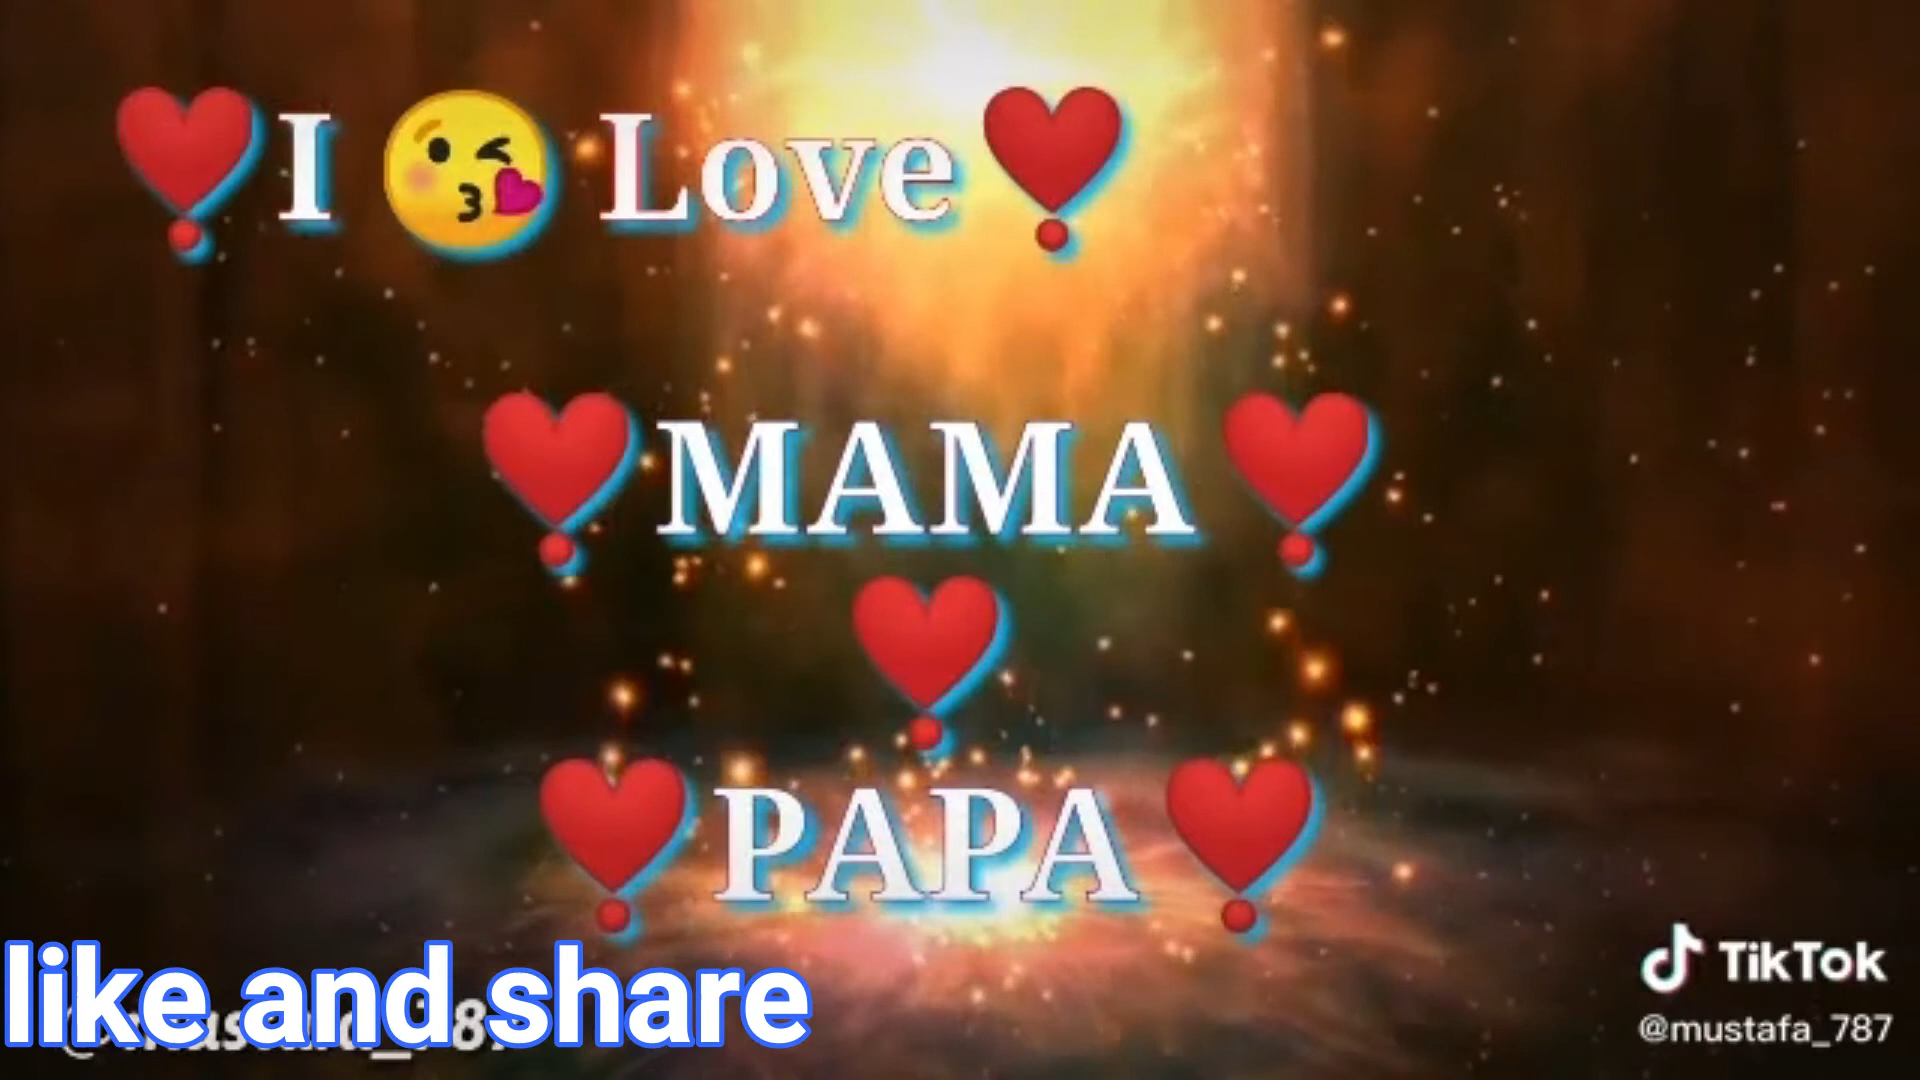 ❣️I 😘 Love❣️
❣️MAMA❣️
❣️
❣️PAPA❣️
like and share
TikTok
@mustafa_787